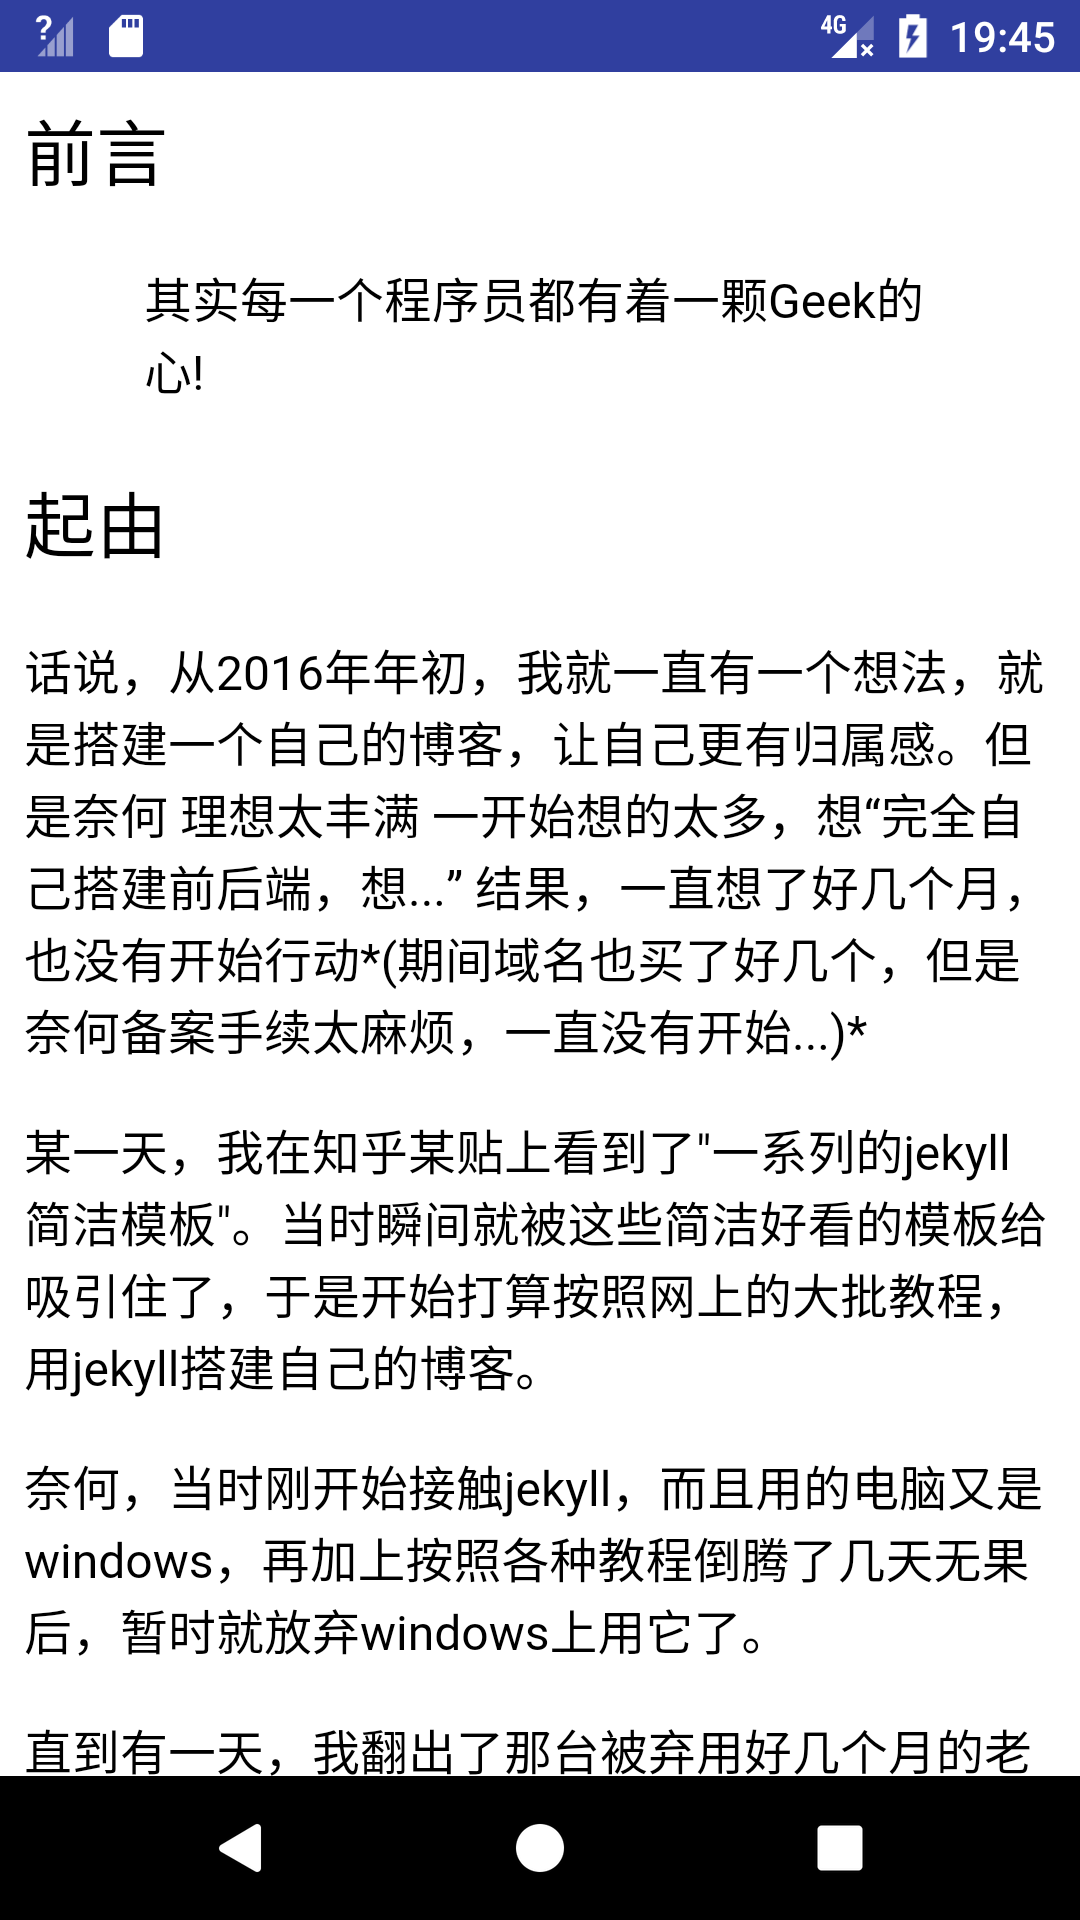 ?
4G
19:45
前言
其实每一个程序员都有着一颗Geek的
心!
起由
话说，从2016年年初，我就一直有一个想法，就
是搭建一个自己的博客，让自己更有归属感。但
是奈何 理想太丰满 一开始想的太多，想“完全自
己搭建前后端，想...” 结果，一直想了好几个月，
也没有开始行动*(期间域名也买了好几个，但是
奈何备案手续太麻烦，一直没有开始...)*
某一天，我在知乎某贴上看到了"一系列的jekyll
简洁模板"。当时瞬间就被这些简洁好看的模板给
吸引住了，于是开始打算按照网上的大批教程，
用jekyll搭建自己的博客。
奈何，当时刚开始接触jekyll，而且用的电脑又是
windows，再加上按照各种教程倒腾了几天无果
后，暂时就放弃windows上用它了。
直到有一天，我翻出了那台被弃用好几个月的老